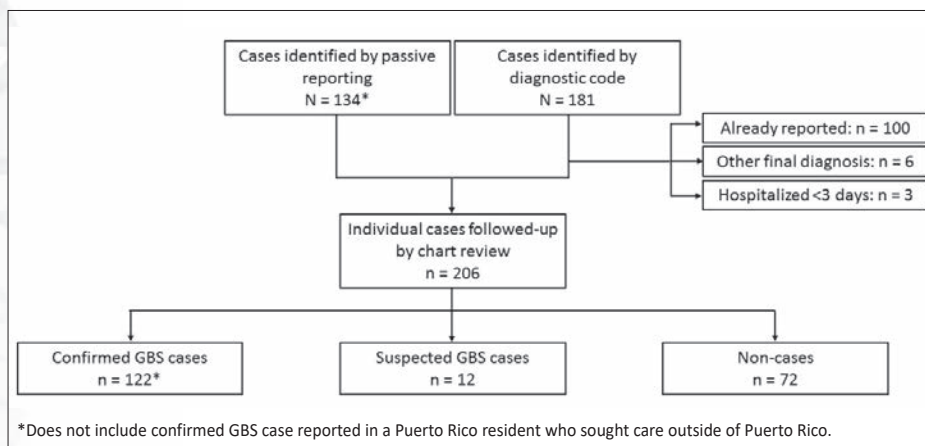 Cases identified by passive
reporting
N = 134*
Cases identified by
diagnostic code
N = 181
Already reported: n = 100
Other final diagnosis: n = 6
Hospitalized <3 days: n = 3
Individual cases followed-up
by chart review
n = 206
Confirmed GBS cases
n = 122*
Suspected GBS cases
n = 12
Non-cases
n = 72
*Does not include confirmed GBS case reported in a Puerto Rico resident who sought care outside of Puerto Rico.